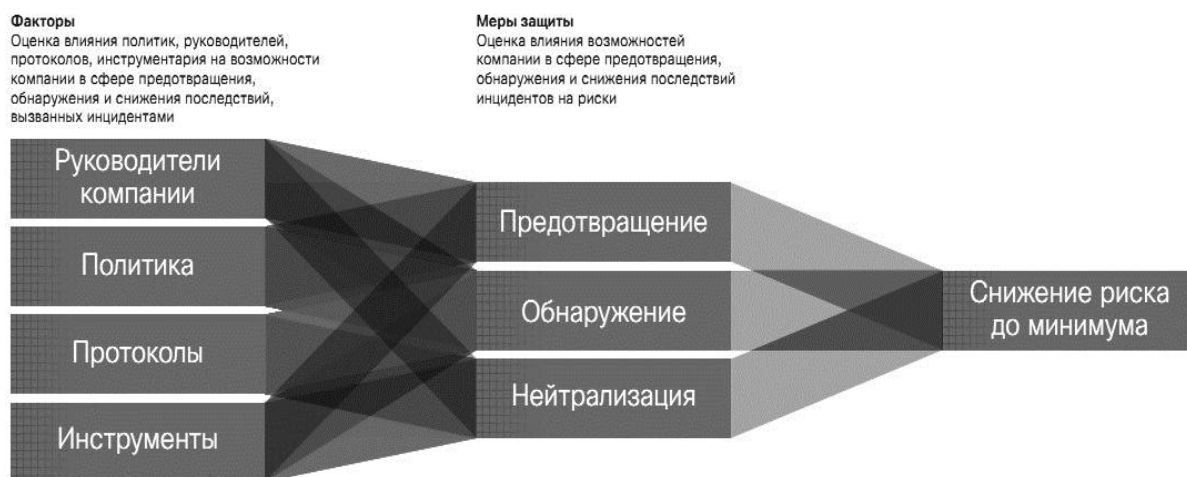 Факторы
Оценка влияния политик, руководителей,
протоколов, инструментария на возможности
компании в сфере предотвращения,
обнаружения и снижения последствий,
вызванных инцидентами
Меры защиты
Оценка влияния возможностей
компании в сфере предотвращения,
обнаружения и снижения последствий
инцидентов на риски
Руководители
компании
Политика
Протоколы
Инструменты
Предотвращение
Обнаружение
Нейтрализация
Снижение риска
до минимума